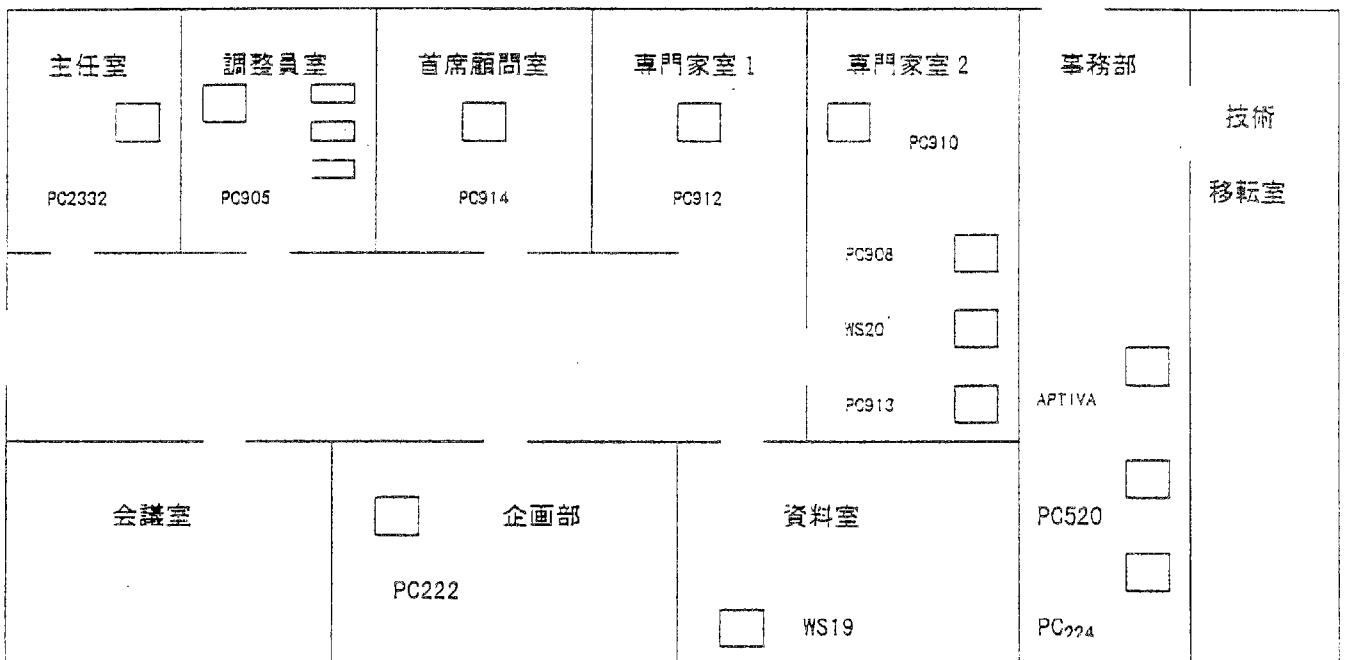 主任室
調整員室
首席顧問室
専門家室1
専門家室2
事務部
技術
移転室
PC2332
PC905
PC914
PC912
PC910
PC908
WS20
PC913
APTIVA
会議室
企画部
資料室
PC520
PC222
WS19
PC224